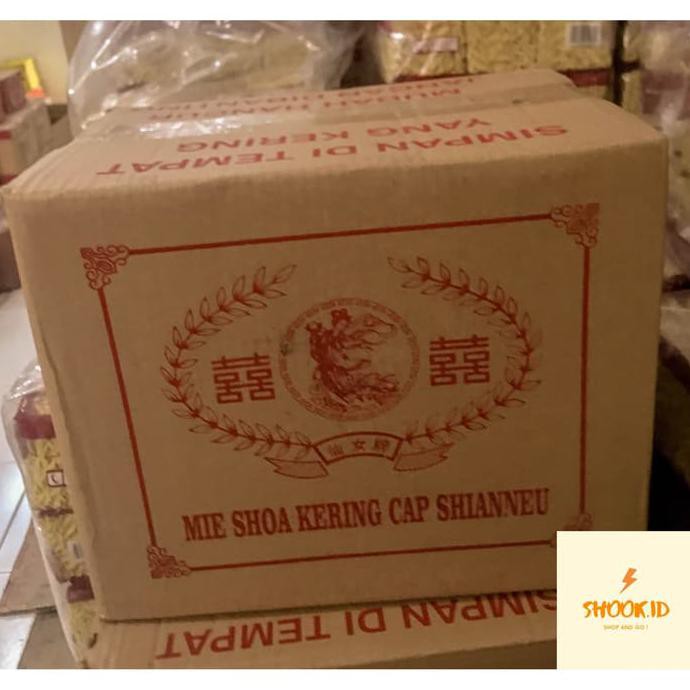 SIMPAN DI TEMPAT
YANG KERING
囍
囍
仙女牌
MIE SHOA KERING CAP SHIANNEU
SIMPAN DI TEMPAT
SHOOK.ID
SHOP AND GO !